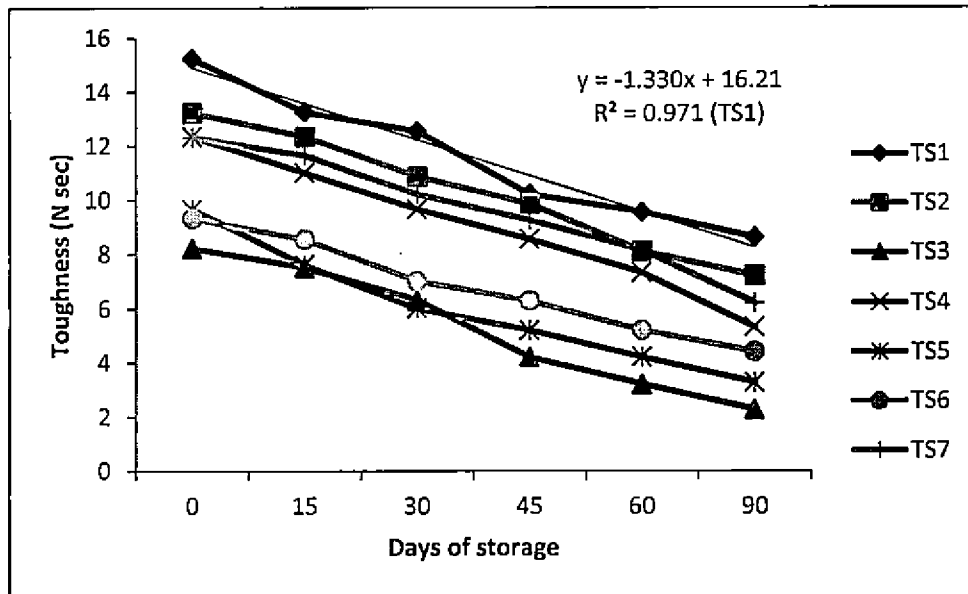 16
14
12
10
8
6
4
2
0
Toughness (N sec)
y = -1.330x + 16.21
R² = 0.971 (TS1)
TS1
TS2
TS3
TS4
TS5
TS6
TS7
0 15 30 45 60 90
Days of storage